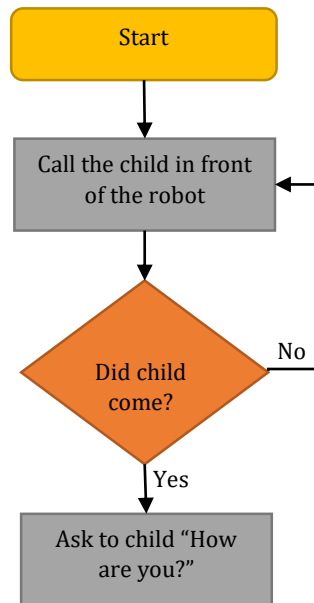 Start
Call the child in front
of the robot
Did child
come?
No
Yes
Ask to child “How
are you?”